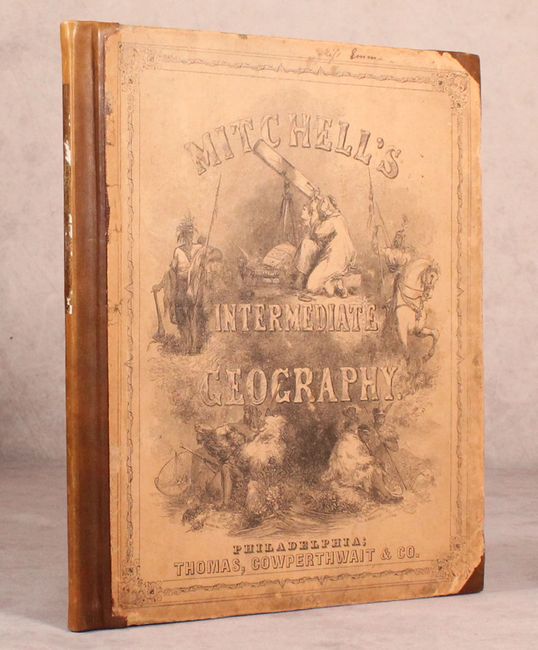 MITCHELL'S
INTERMEDIATE
GEOGRAPHY.
PHILADELPHIA;
THOMAS, COWPERTHWAIT & CO.